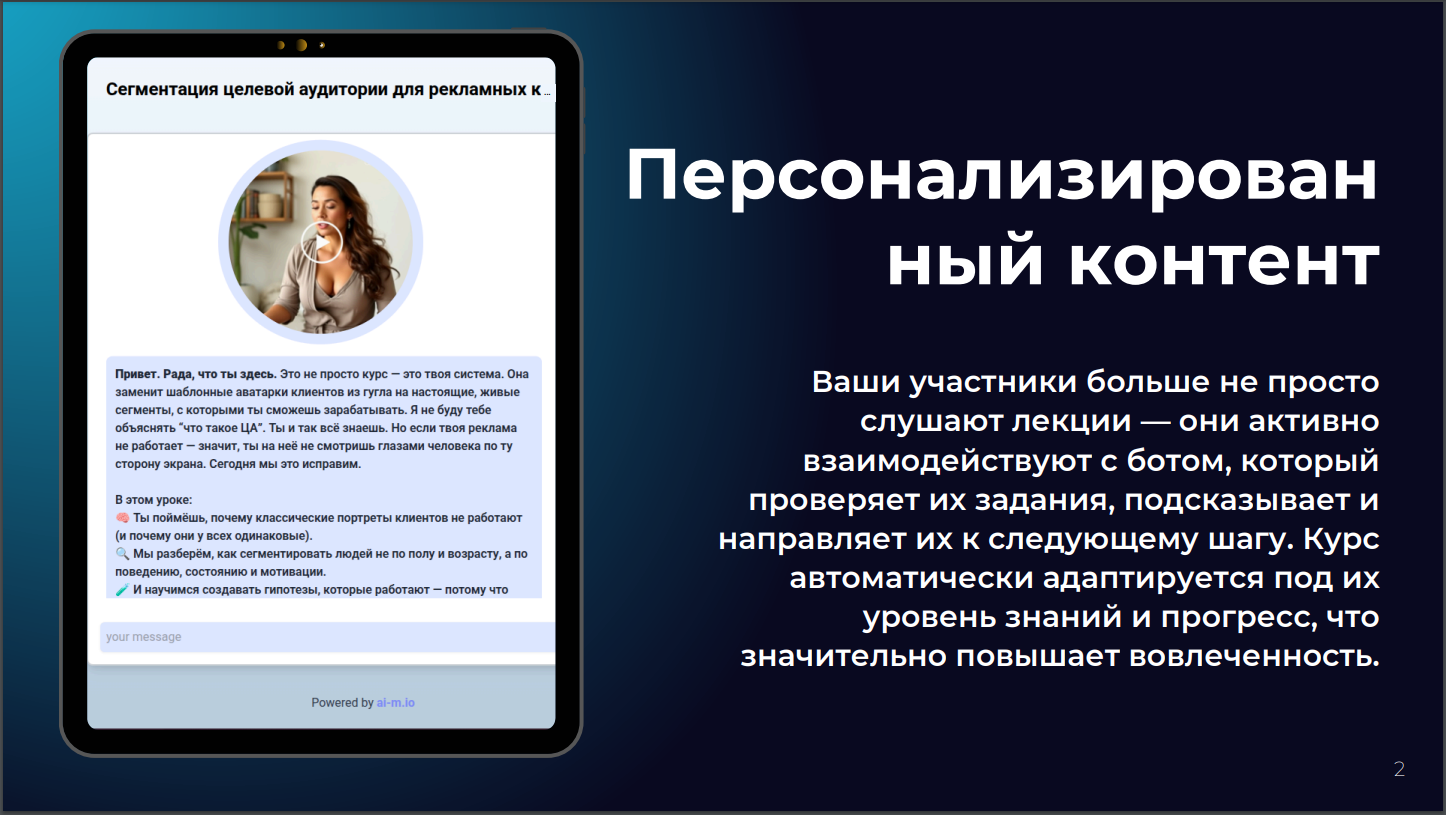 Сегментация целевой аудитории для рекламных к ...
Привет. Рада, что ты здесь. Это не просто курс — это твоя система. Она
заменит шаблонные аватарки клиентов из гугла на настоящие, живые
сегменты, с которыми ты сможешь зарабатывать. Я не буду тебе
объяснять "что такое ЦА". Ты и так всё знаешь. Но если твоя реклама
не работает — значит, ты на неё не смотришь глазами человека по ту
сторону экрана. Сегодня мы это исправим.
В этом уроке:
🧠 Ты поймёшь, почему классические портреты клиентов не работают
(и почему они у всех одинаковые).
🔍 Мы разберём, как сегментировать людей не по полу и возрасту, а по
поведению, состоянию и мотивации.
🧪 И научимся создавать гипотезы, которые работают — потому что
your message
Powered by ai-m.io
Персонализирован
ный контент
Ваши участники больше не просто
слушают лекции — они активно
взаимодействуют с ботом, который
проверяет их задания, подсказывает и
направляет их к следующему шагу. Курс
автоматически адаптируется под их
уровень знаний и прогресс, что
значительно повышает вовлеченность.
2